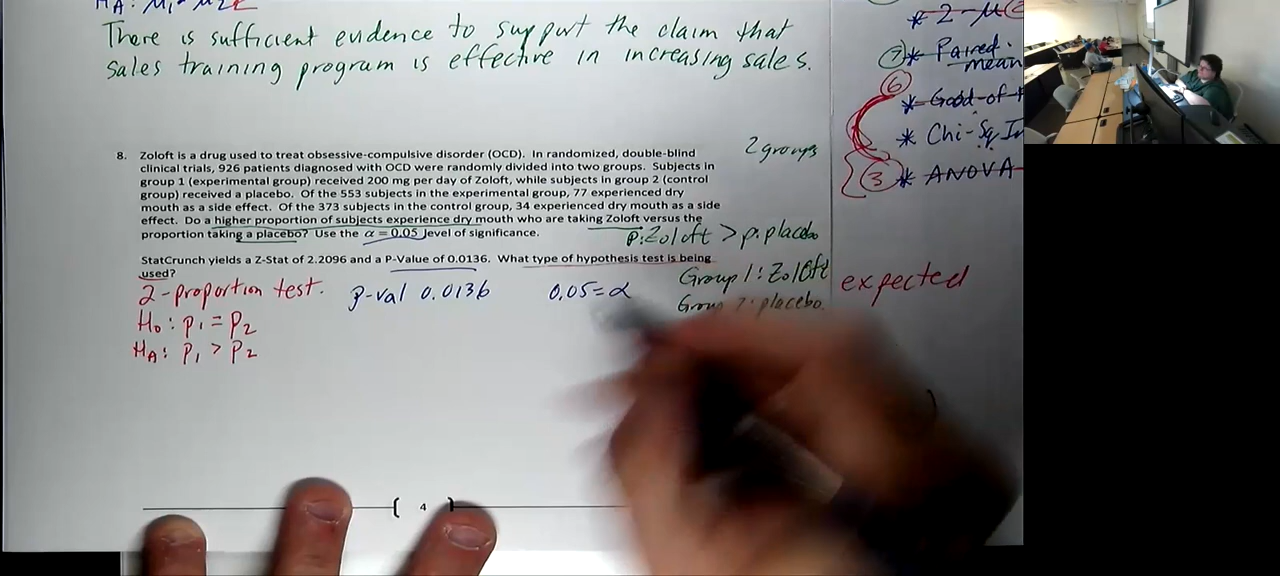 HA: μ1 - μ2
There is sufficient evidence to support the claim that
sales training program is effective in increasing sales.
* 2-μ
⑦* Paired.
mean
⑥
* Good-of-
* Chi-Sq
③ * ANOVA
2 groups
8. Zoloft is a drug used to treat obsessive-compulsive disorder (OCD). In randomized, double-blind
clinical trials, 926 patients diagnosed with OCD were randomly divided into two groups. Subjects in
group 1 (experimental group) received 200 mg per day of Zoloft, while subjects in group 2 (control
group) received a placebo. Of the 553 subjects in the experimental group, 77 experienced dry
mouth as a side effect. Of the 373 subjects in the control group, 34 experienced dry mouth as a side
effect. Do a higher proportion of subjects experience dry mouth who are taking Zoloft versus the
proportion taking a placebo? Use the α = 0.05 level of significance.
p:Zoloft > p:placebo
StatCrunch yields a Z-Stat of 2.2096 and a P-Value of 0.0136. What type of hypothesis test is being
used?
Group 1: Zoloft
expected
2-proportion test.
p-val 0.0136
0.05=α
Group 2: placebo
H0: p1 = p2
HA: p1 > p2
4